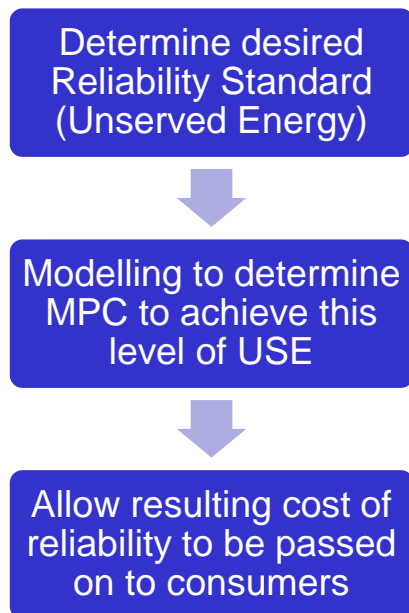 Determine desired
Reliability Standard
(Unserved Energy)
Modelling to determine
MPC to achieve this
level of USE
Allow resulting cost of
reliability to be passed
on to consumers